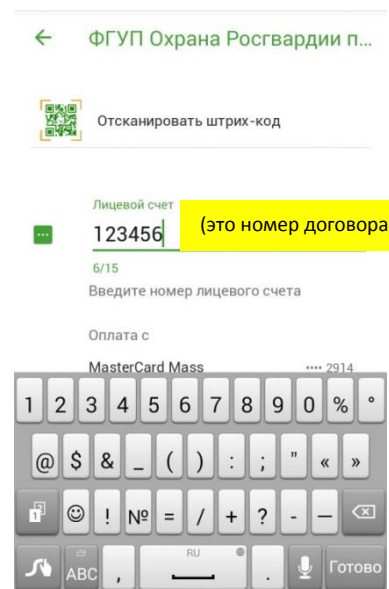 ФГУП Охрана Росгвардии п...
Отсканировать штрих-код
Лицевой счет
123456 (это номер договора
6/15
Введите номер лицевого счета
Оплата с
MasterCard Mass •••• 2914
1 2 3 4 5 6 7 8 9 0 % °
@ $ & _ ( ) : ; " « »
1 ! № = / + ? - —
ABC , RU . Готово